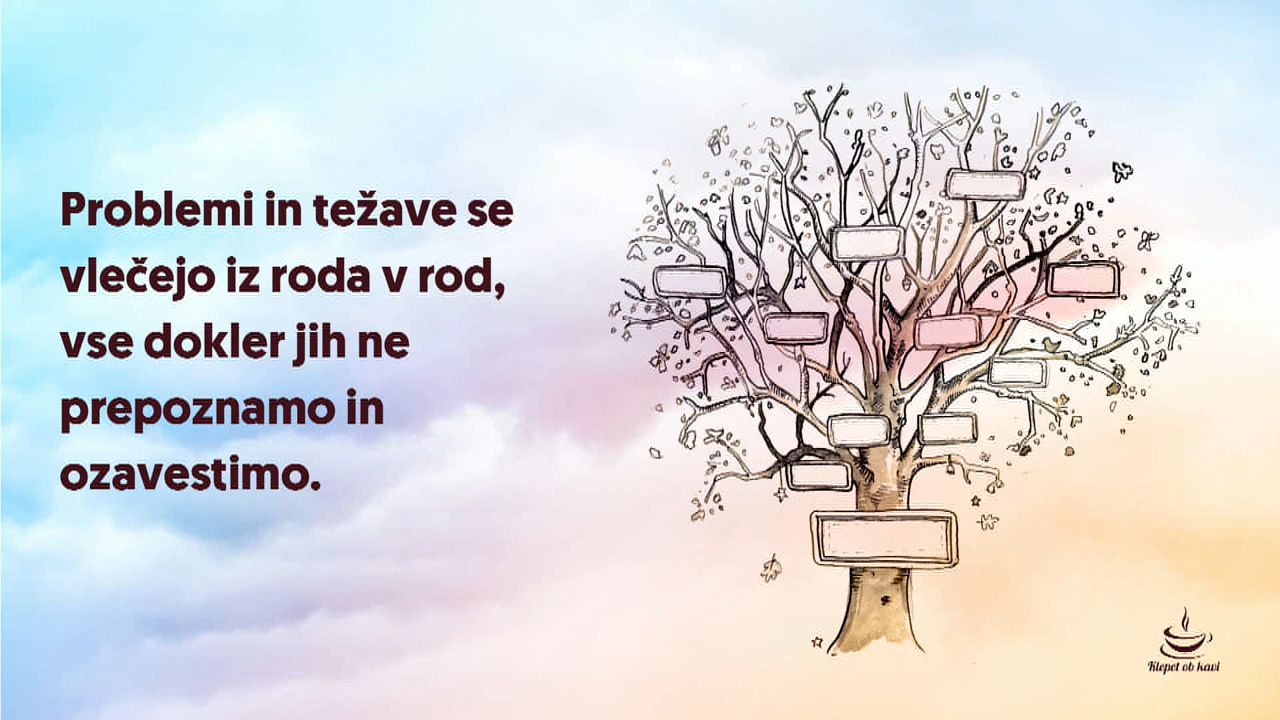 Problemi in težave se
vlečejo iz roda v rod,
vse dokler jih ne
prepoznamo in
ozavestimo.
Klepet ob kavi